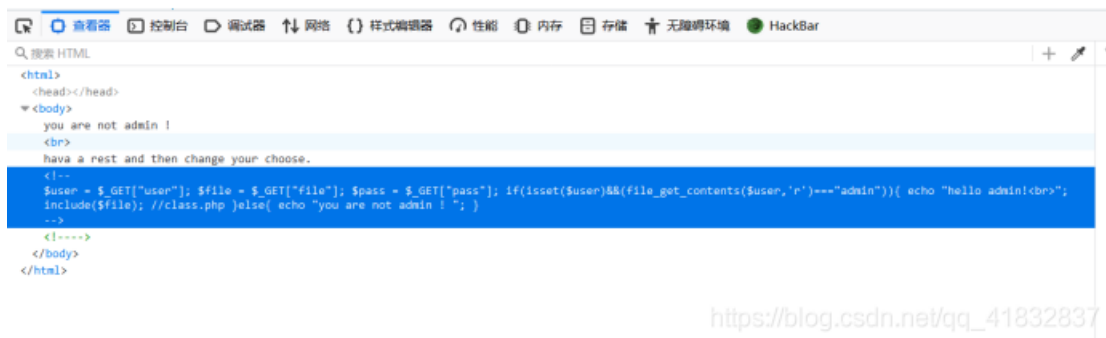 查看器 控制台 调试器 网络 样式编辑器 性能 内存 存储 无障碍环境 HackBar
搜索 HTML
<html>
<head></head>
<body>
you are not admin !
<br>
hava a rest and then change your choose.
<!--
$user = $_GET["user"]; $file = $_GET["file"]; $pass = $_GET["pass"]; if(isset($user)&&(file_get_contents($user,'r')==="admin")){ echo "hello admin!<br>";
include($file); //class.php }else{ echo "you are not admin ! "; }
-->
<!---->
</body>
</html>
https://blog.csdn.net/qq_41832837